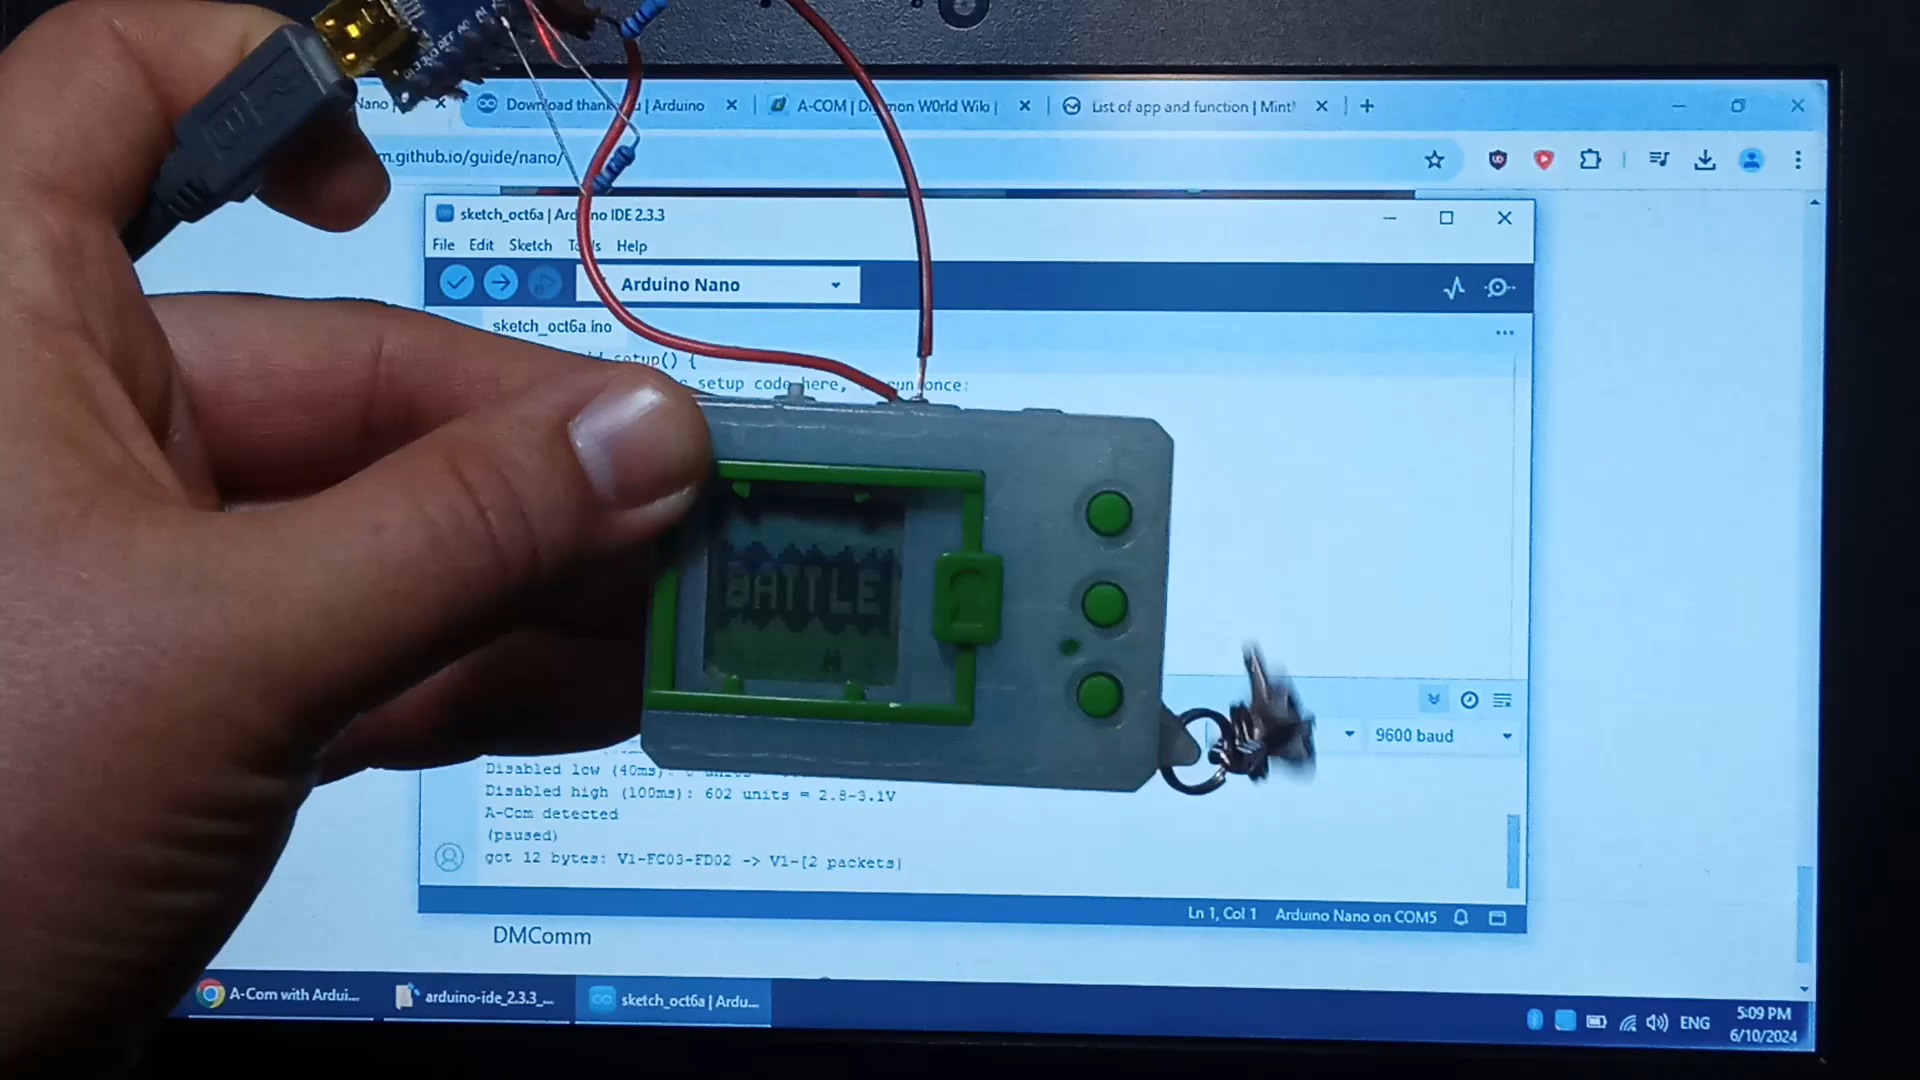 Nano |
Download thank | Arduino
A-COM |
W0rld Wiki |
List of app and function | Mint
m.github.io/guide/nano/
sketch_oct6a | Arduino IDE 2.3.3
File Edit Sketch Help
Arduino Nano
sketch_oct6a.ino
setup() {
setup code here, run once:
BATTLE
9600 baud
Disabled low (40ms):
Disabled high (100ms): 602 units = 2.8-3.1V
A-Com detected
(paused)
got 12 bytes: V1-FC03-FD02 -> V1-[2 packets]
Ln 1, Col 1 Arduino Nano on COM5
DMComm
A-Com with Ardui...
arduino-ide_2.3.3_...
sketch_oct6a | Ardu...
ENG
5:09 PM
6/10/2024